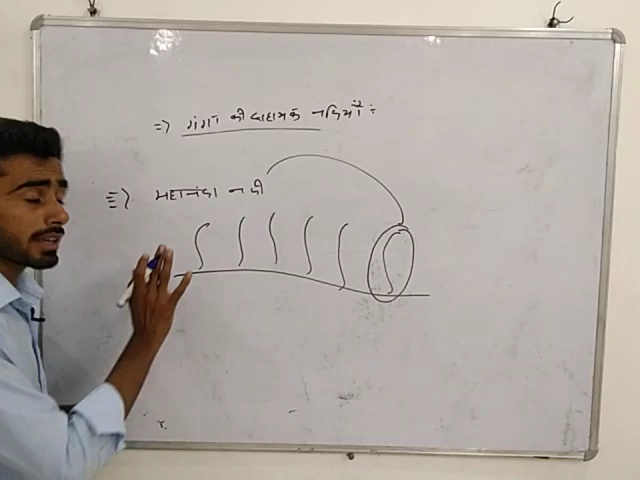 => गंगा की सहायक नदियाँ :
≡) महानंदा नदी